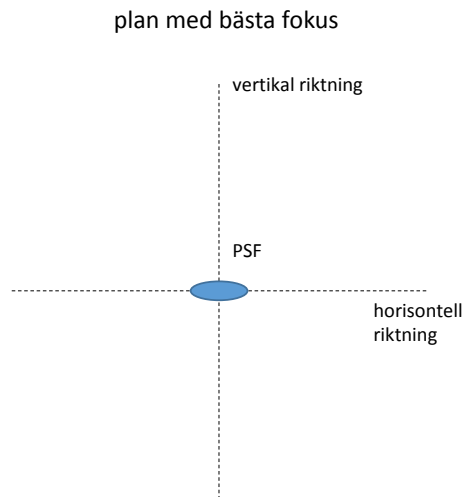 plan med bästa fokus
vertikal riktning
PSF
horisontell
riktning